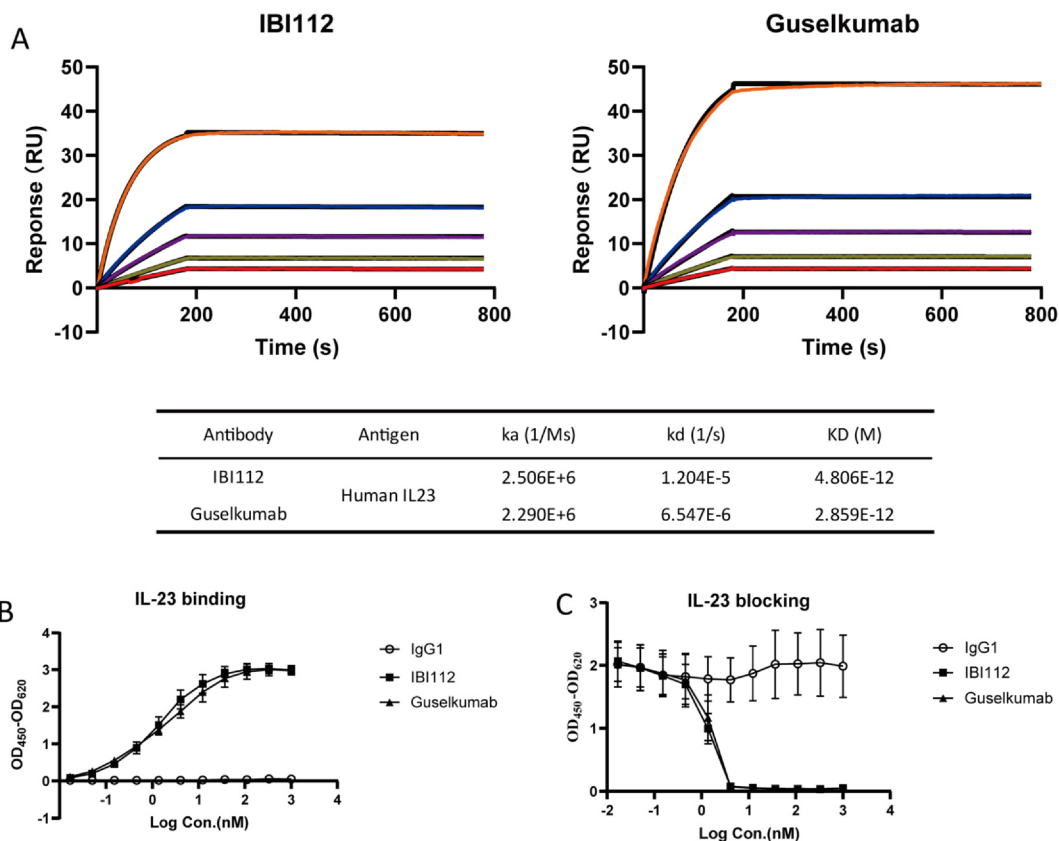 A
IBI112
Guselkumab
50
40
30
20
10
0
-10
Reponse（RU)
200
400
600
800
Time (s)
50
40
30
20
10
0
-10
Reponse（RU)
200
400
600
800
Time (s)
Antibody Antigen ka (1/Ms) kd (1/s) KD (M)
IBI112 2.506E+6 1.204E-5 4.806E-12
Human IL23
Guselkumab 2.290E+6 6.547E-6 2.859E-12
B
IL-23 binding
4
3
2
1
0
-1
OD450-OD620
-1 0 1 2 3 4
Log Con.(nM)
IgG1
IBI112
Guselkumab
C
IL-23 blocking
3
2
1
0
OD450-OD620
-2 -1 0 1 2 3 4
Log Con.(nM)
IgG1
IBI112
Guselkumab